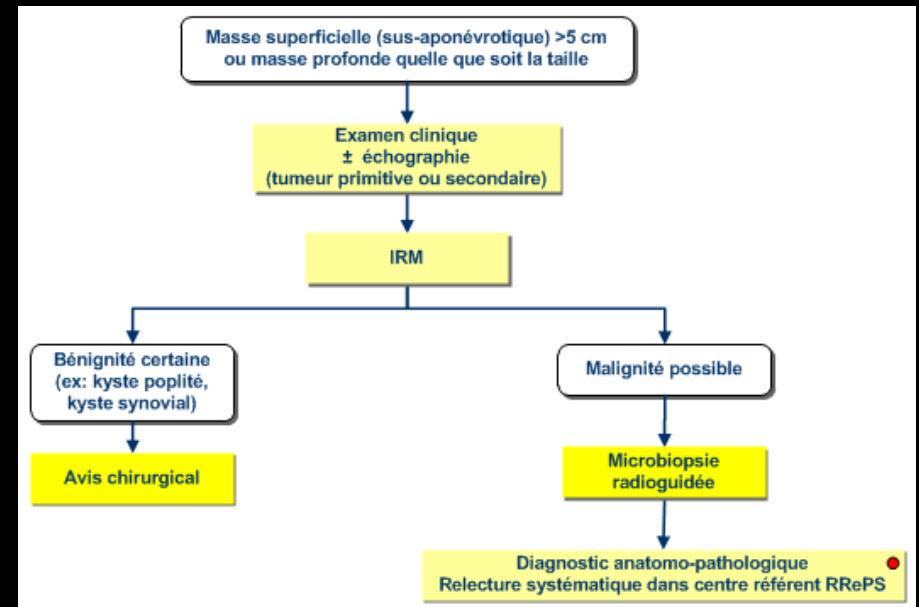 Masse superficielle (sus-aponévrotique) >5 cm
ou masse profonde quelle que soit la taille
Examen clinique
± échographie
(tumeur primitive ou secondaire)
IRM
Bénignité certaine
(ex: kyste poplité,
kyste synovial)
Malignité possible
Avis chirurgical
Microbiopsie
radioguidée
Diagnostic anatomo-pathologique
Relecture systématique dans centre référent RRePS